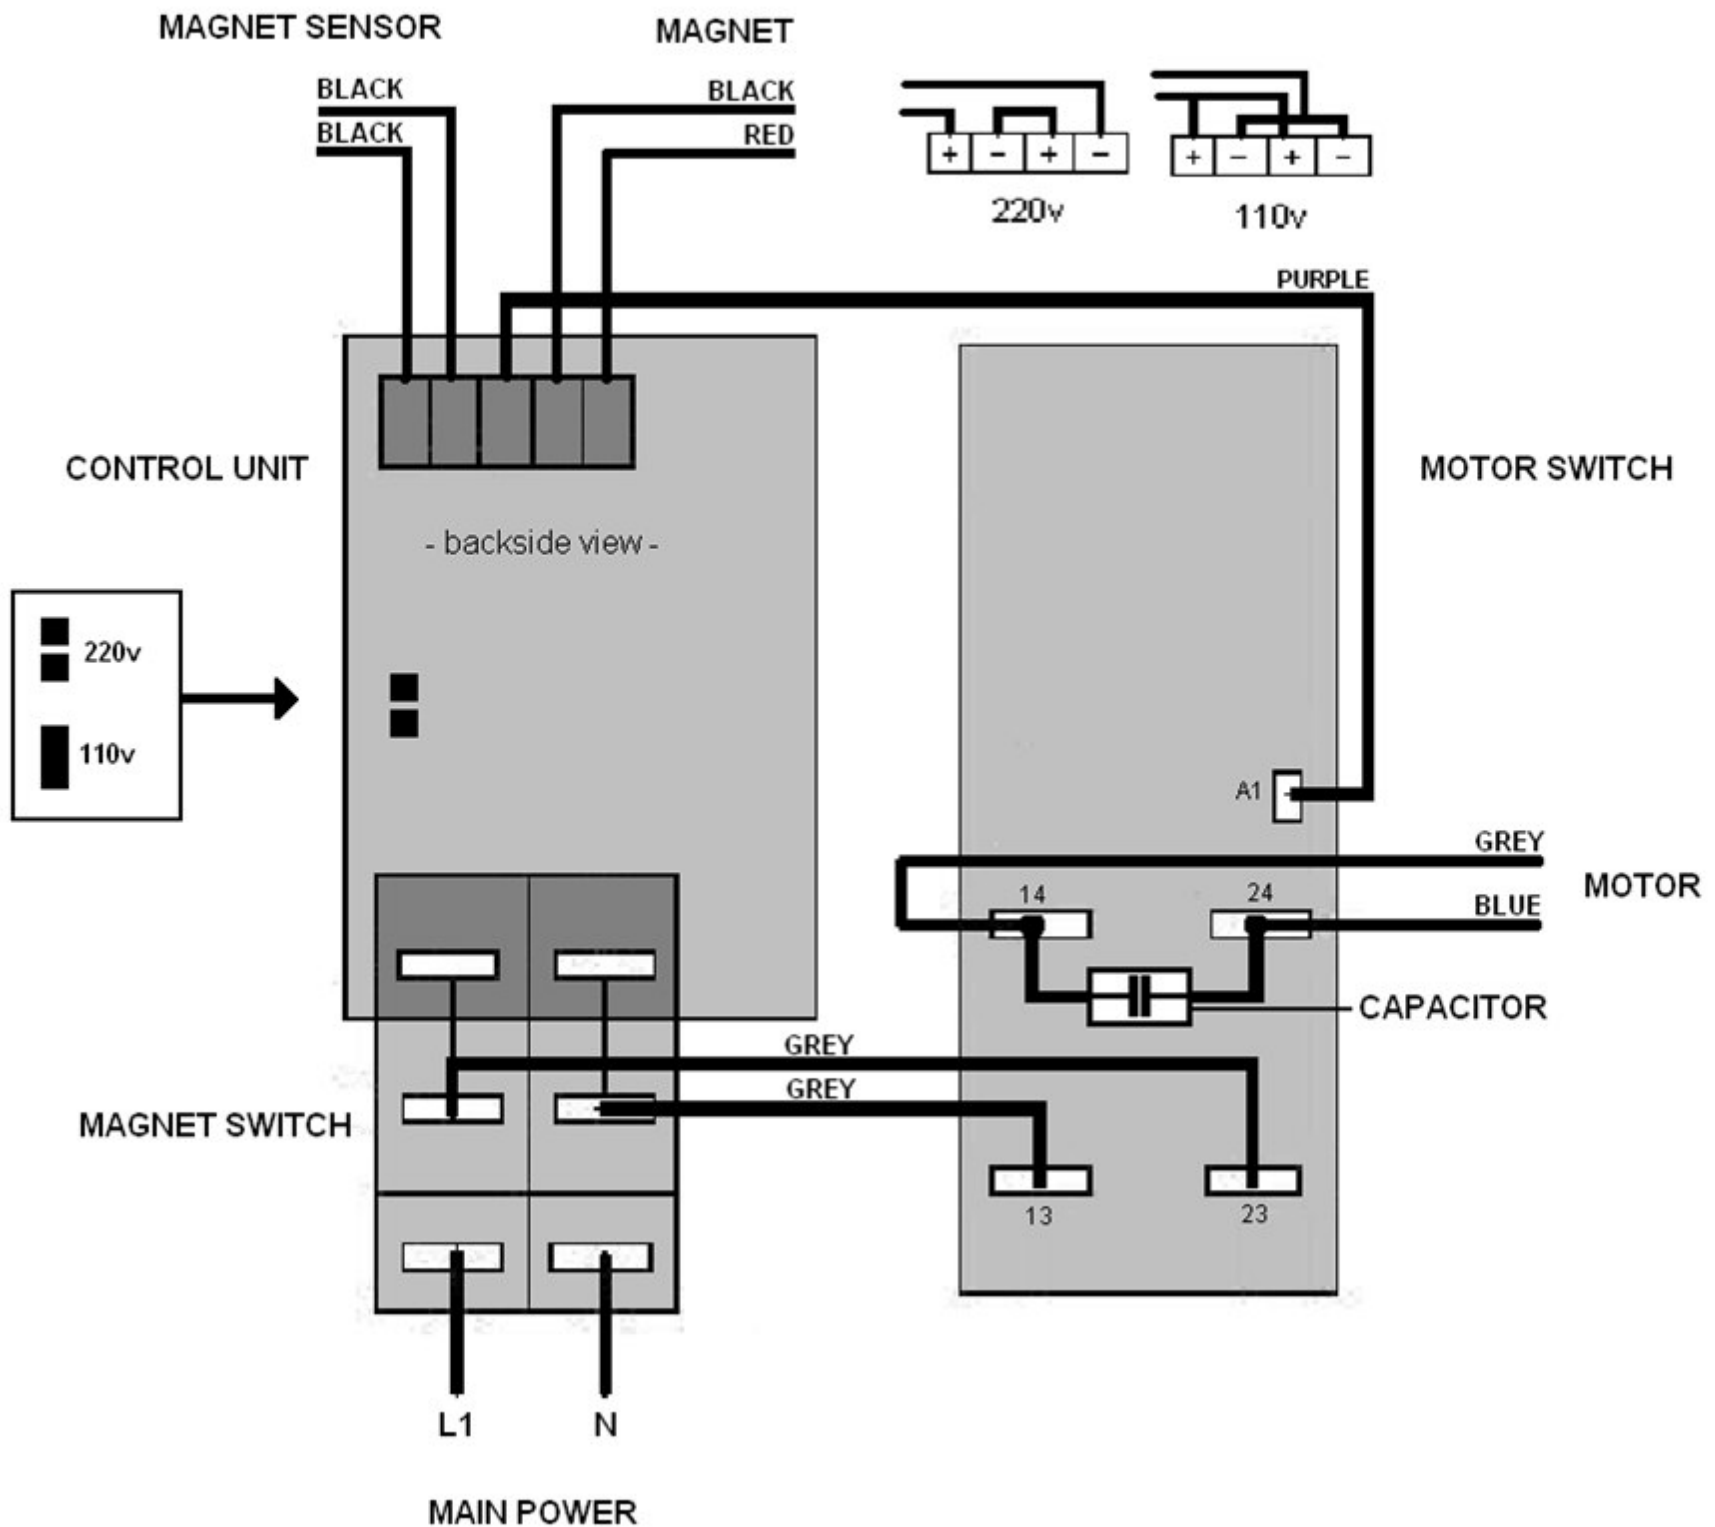 MAGNET SENSOR
MAGNET
BLACK
BLACK
BLACK
RED
+ - + -
220v
+ - + -
110v
PURPLE
CONTROL UNIT
MOTOR SWITCH
- backside view -
220v
110v
A1
GREY
MOTOR
BLUE
14
24
CAPACITOR
GREY
GREY
MAGNET SWITCH
13
23
L1
N
MAIN POWER